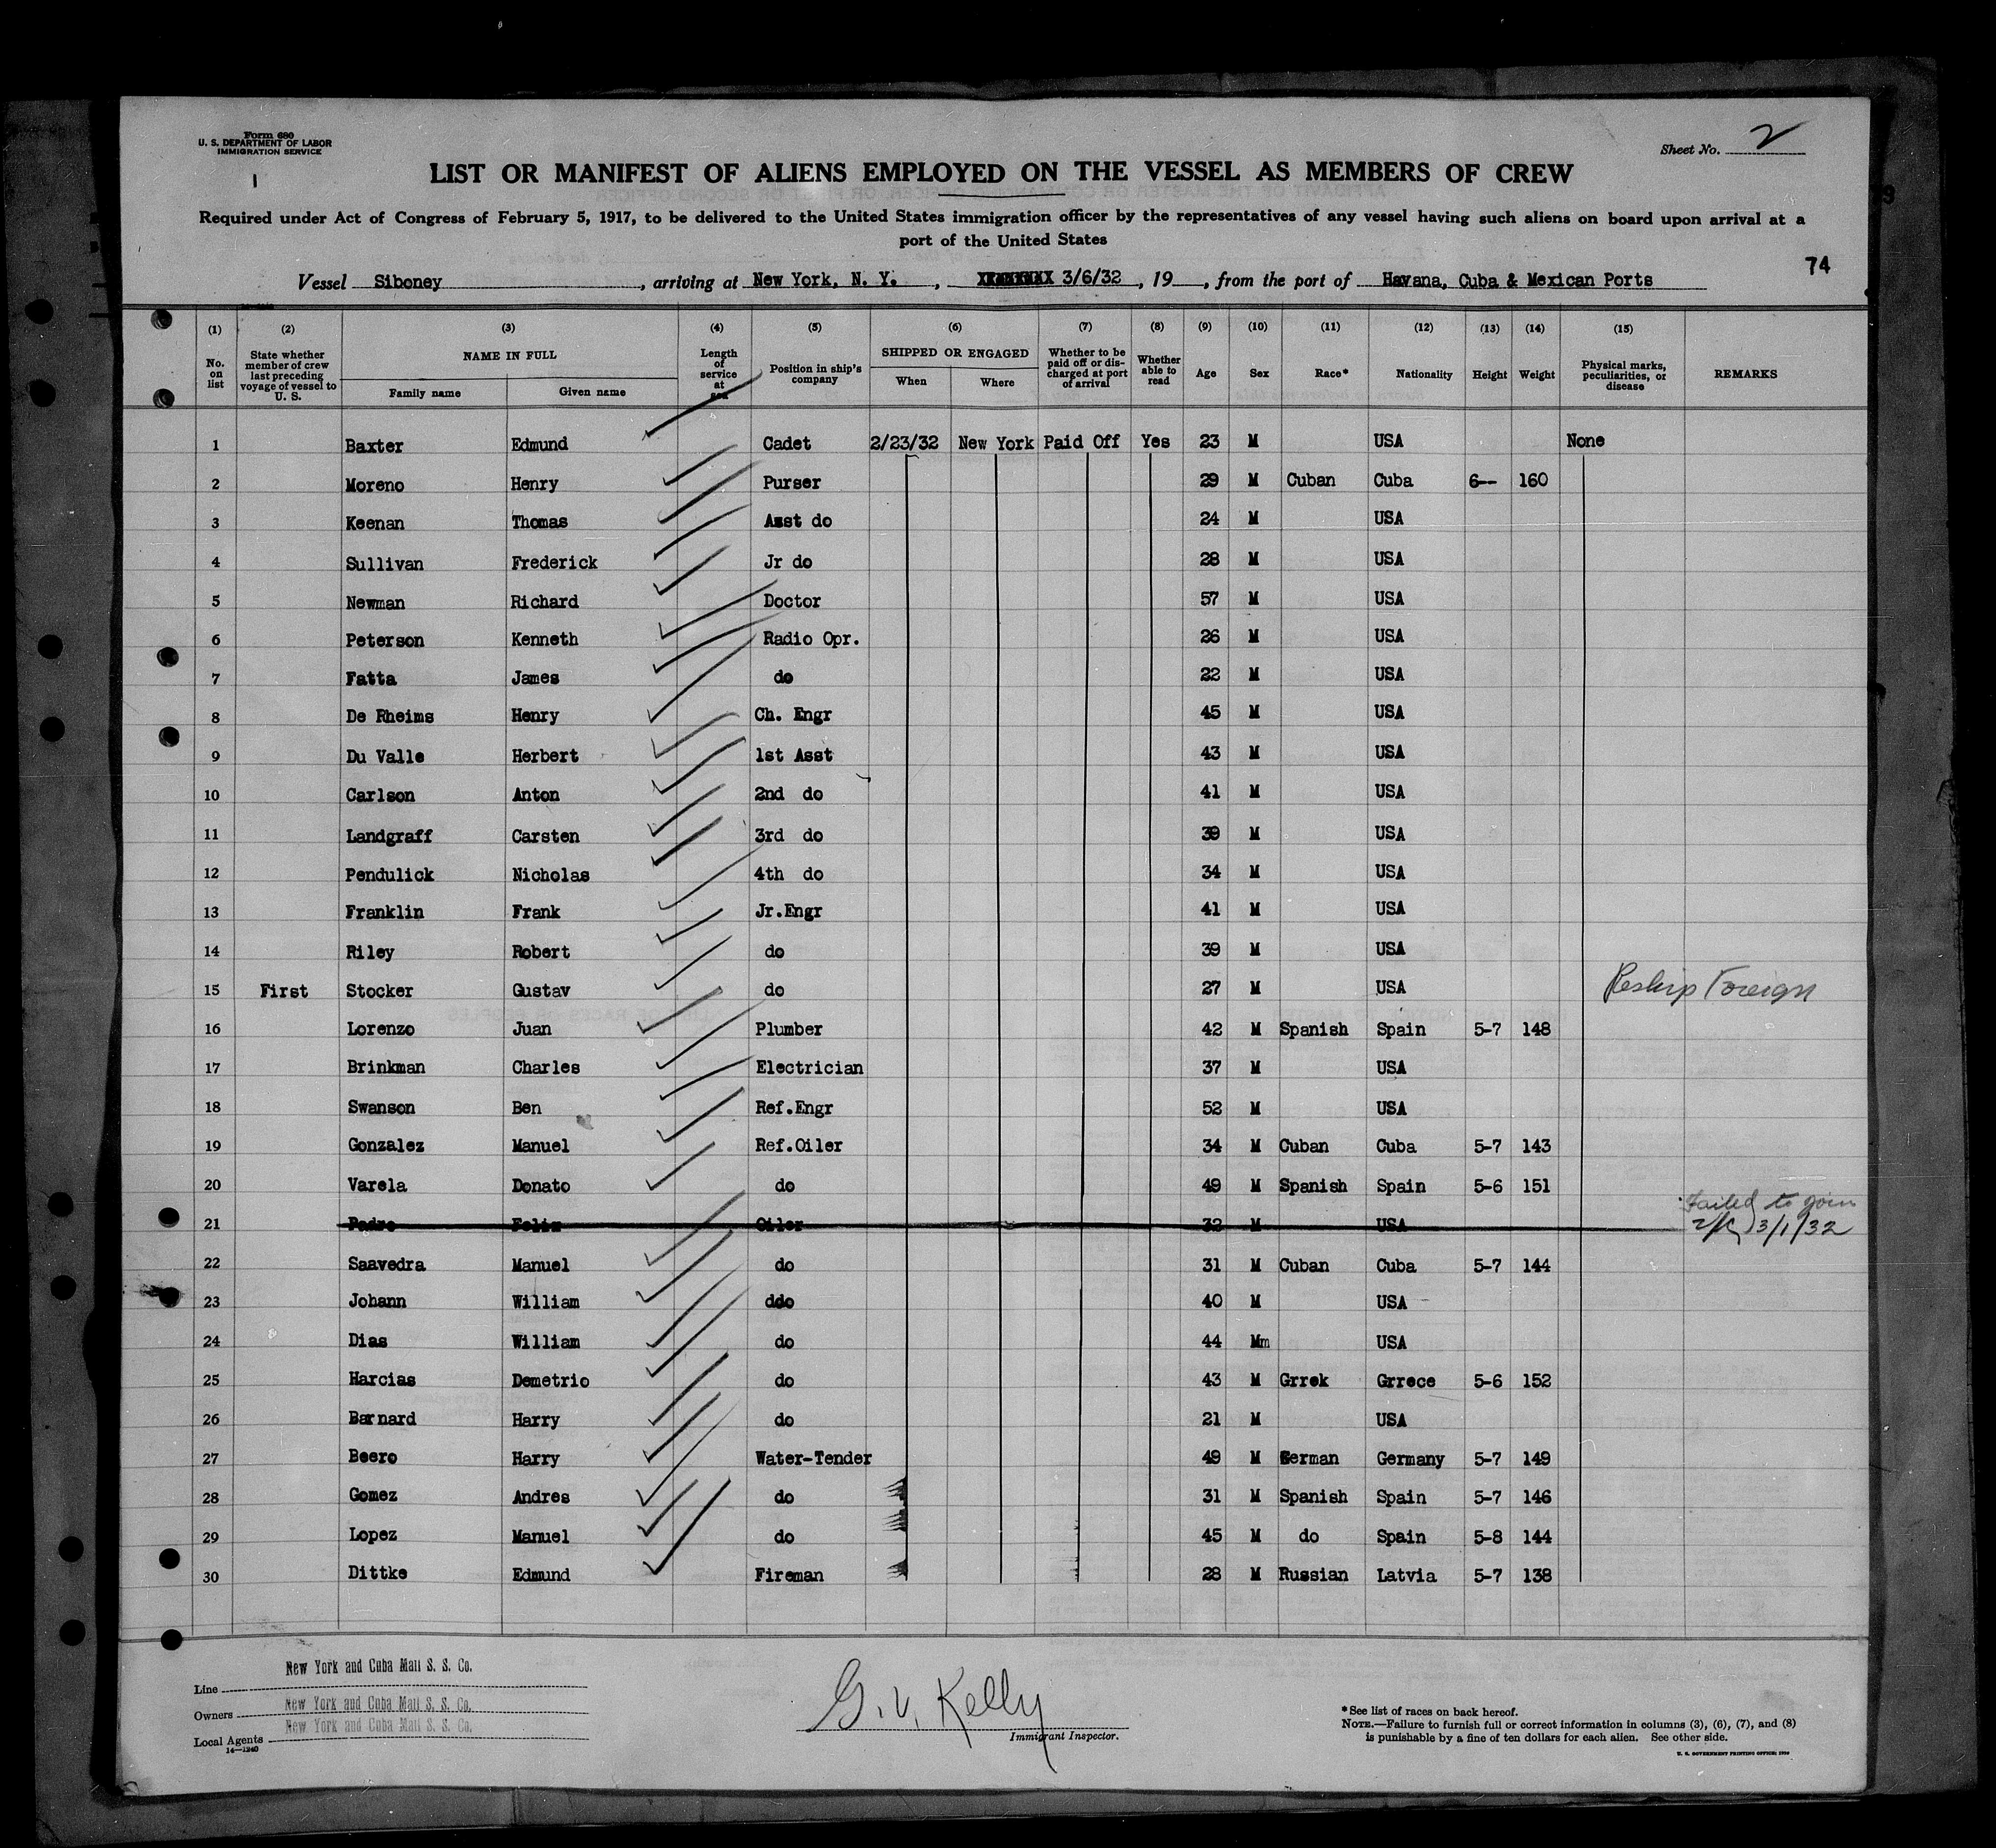 Form 680
U. S. DEPARTMENT OF LABOR
IMMIGRATION SERVICE
1
Sheet No. 2
LIST OR MANIFEST OF ALIENS EMPLOYED ON THE VESSEL AS MEMBERS OF CREW
Required under Act of Congress of February 5, 1917, to be delivered to the United States immigration officer by the representatives of any vessel having such aliens on board upon arrival at a
port of the United States
74
Vessel Siboney, arriving at New York, N. Y., 3/6/32, 19, from the port of Havana, Cuba & Mexican Ports
(1) No. on list (2) State whether member of crew last preceding voyage of vessel to U. S. (3) NAME IN FULL Family name Given name (4) Length of service at sea (5) Position in ship's company (6) SHIPPED OR ENGAGED When Where (7) Whether to be paid off or discharged at port of arrival (8) Whether able to read (9) Age (10) Sex (11) Race* (12) Nationality (13) Height (14) Weight (15) Physical marks, peculiarities, or disease REMARKS
1 Baxter Edmund Cadet 2/23/32 New York Paid Off Yes 23 M USA None
2 Moreno Henry Purser 29 M Cuban Cuba 6-- 160
3 Keenan Thomas Asst do 24 M USA
4 Sullivan Frederick Jr do 28 M USA
5 Newman Richard Doctor 57 M USA
6 Peterson Kenneth Radio Opr. 26 M USA
7 Fatta James do 22 M USA
8 De Rheims Henry Ch. Engr 45 M USA
9 Du Valle Herbert 1st Asst 43 M USA
10 Carlson Anton 2nd do 41 M USA
11 Landgraff Carsten 3rd do 39 M USA
12 Pendulick Nicholas 4th do 34 M USA
13 Franklin Frank Jr.Engr 41 M USA
14 Riley Robert do 39 M USA
15 First Stocker Gustav do 27 M USA Reship Foreign
16 Lorenzo Juan Plumber 42 M Spanish Spain 5-7 148
17 Brinkman Charles Electrician 37 M USA
18 Swanson Ben Ref.Engr 52 M USA
19 Gonzalez Manuel Ref.Oiler 34 M Cuban Cuba 5-7 143
20 Varela Donato do 49 M Spanish Spain 5-6 151
21 Pedro Felix Oiler 32 M USA Failed to join 3/1/32
22 Saavedra Manuel do 31 M Cuban Cuba 5-7 144
23 Johann William ddo 40 M USA
24 Dias William do 44 Mm USA
25 Harcias Demetrio do 43 M Grrek Grrece 5-6 152
26 Barnard Harry do 21 M USA
27 Beero Harry Water-Tender 49 M German Germany 5-7 149
28 Gomez Andres do 31 M Spanish Spain 5-7 146
29 Lopez Manuel do 45 M do Spain 5-8 144
30 Dittke Edmund Fireman 28 M Russian Latvia 5-7 138
Line New York and Cuba Mail S. S. Co.
Owners New York and Cuba Mail S. S. Co.
Local Agents New York and Cuba Mail S. S. Co.
14—1240
G. V. Kelly
Immigrant Inspector.
*See list of races on back hereof.
NOTE.—Failure to furnish full or correct information in columns (3), (6), (7), and (8)
is punishable by a fine of ten dollars for each alien. See other side.
U. S. GOVERNMENT PRINTING OFFICE: 1930